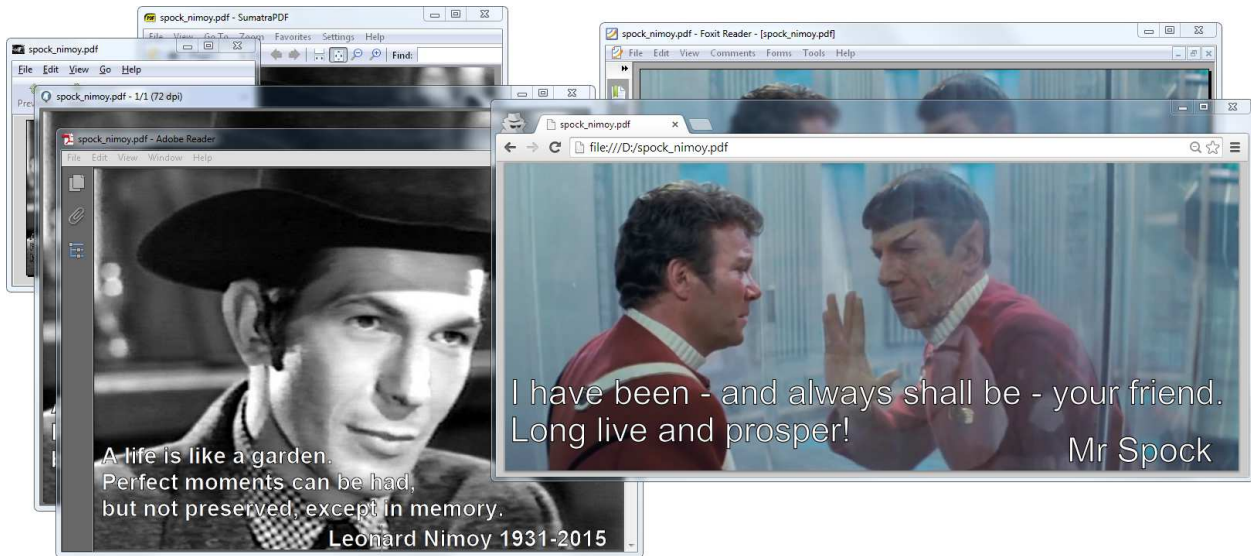 spock_nimoy.pdf - SumatraPDF
File View Go To Zoom Favorites Settings Help
Find:
spock_nimoy.pdf
File Edit View Go Help
spock_nimoy.pdf - 1/1 (72 dpi)
spock_nimoy.pdf - Adobe Reader
File Edit View Window Help
A life is like a garden.
Perfect moments can be had,
but not preserved, except in memory.
Leonard Nimoy 1931-2015
spock_nimoy.pdf - Foxit Reader - [spock_nimoy.pdf]
File Edit View Comments Forms Tools Help
spock_nimoy.pdf
file:///D:/spock_nimoy.pdf
I have been - and always shall be - your friend.
Long live and prosper!
Mr Spock